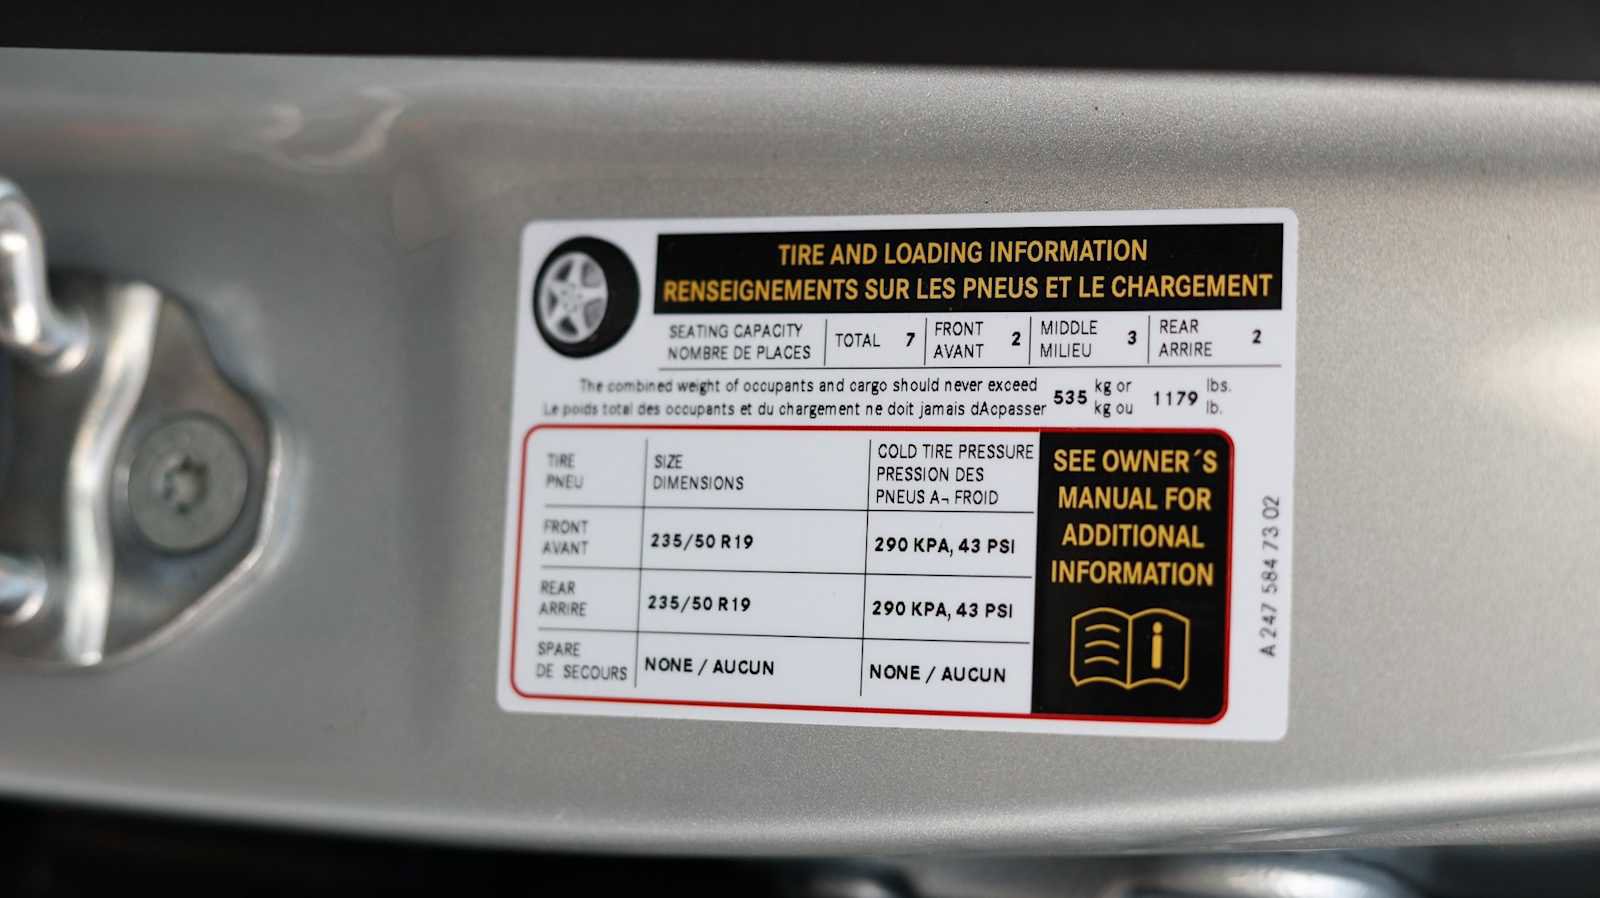 TIRE AND LOADING INFORMATION
RENSEIGNEMENTS SUR LES PNEUS ET LE CHARGEMENT
SEATING CAPACITY
NOMBRE DE PLACES
TOTAL 7
FRONT
AVANT 2
MIDDLE
MILIEU 3
REAR
ARRIRE 2
The combined weight of occupants and cargo should never exceed
Le poids total des occupants et du chargement ne doit jamais dAcpasser
535 kg or
kg ou
1179 lbs.
lb.
TIRE
PNEU
SIZE
DIMENSIONS
COLD TIRE PRESSURE
PRESSION DES
PNEUS A¬ FROID
FRONT
AVANT
235/50 R19
290 KPA, 43 PSI
REAR
ARRIRE
235/50 R19
290 KPA, 43 PSI
SPARE
DE SECOURS
NONE / AUCUN
NONE / AUCUN
SEE OWNER´S
MANUAL FOR
ADDITIONAL
INFORMATION
A 247 584 73 02